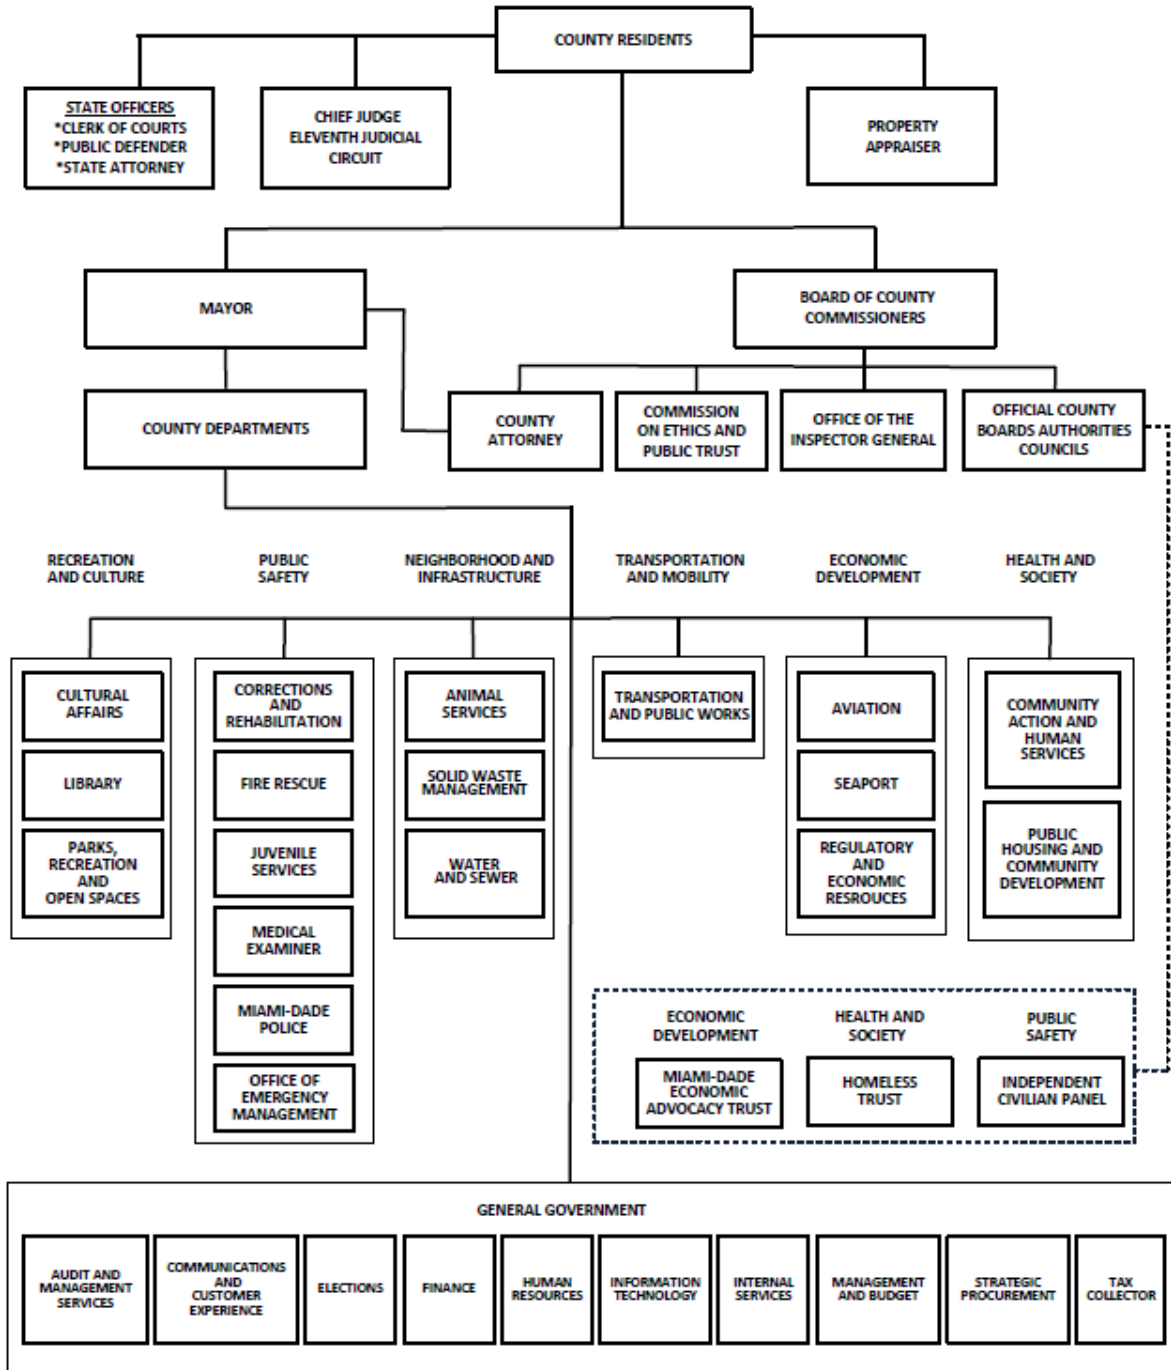 COUNTY RESIDENTS
STATE OFFICERS
*CLERK OF COURTS
*PUBLIC DEFENDER
*STATE ATTORNEY
CHIEF JUDGE
ELEVENTH JUDICIAL
CIRCUIT
PROPERTY
APPRAISER
MAYOR
BOARD OF COUNTY
COMMISSIONERS
COUNTY DEPARTMENTS
COUNTY
ATTORNEY
COMMISSION
ON ETHICS AND
PUBLIC TRUST
OFFICE OF THE
INSPECTOR GENERAL
OFFICIAL COUNTY
BOARDS AUTHORITIES
COUNCILS
RECREATION
AND CULTURE
PUBLIC
SAFETY
NEIGHBORHOOD AND
INFRASTRUCTURE
TRANSPORTATION
AND MOBILITY
ECONOMIC
DEVELOPMENT
HEALTH AND
SOCIETY
CULTURAL
AFFAIRS
LIBRARY
PARKS,
RECREATION
AND
OPEN SPACES
CORRECTIONS
AND
REHABILITATION
FIRE RESCUE
JUVENILE
SERVICES
MEDICAL
EXAMINER
MIAMI-DADE
POLICE
OFFICE OF
EMERGENCY
MANAGEMENT
ANIMAL
SERVICES
SOLID WASTE
MANAGEMENT
WATER
AND SEWER
TRANSPORTATION
AND PUBLIC WORKS
AVIATION
SEAPORT
REGULATORY
AND
ECONOMIC
RESROUCES
COMMUNITY
ACTION AND
HUMAN
SERVICES
PUBLIC
HOUSING AND
COMMUNITY
DEVELOPMENT
ECONOMIC
DEVELOPMENT
HEALTH AND
SOCIETY
PUBLIC
SAFETY
MIAMI-DADE
ECONOMIC
ADVOCACY TRUST
HOMELESS
TRUST
INDEPENDENT
CIVILIAN PANEL
GENERAL GOVERNMENT
AUDIT AND
MANAGEMENT
SERVICES
COMMUNICATIONS
AND
CUSTOMER
EXPERIENCE
ELECTIONS
FINANCE
HUMAN
RESOURCES
INFORMATION
TECHNOLOGY
INTERNAL
SERVICES
MANAGEMENT
AND BUDGET
STRATEGIC
PROCUREMENT
TAX
COLLECTOR